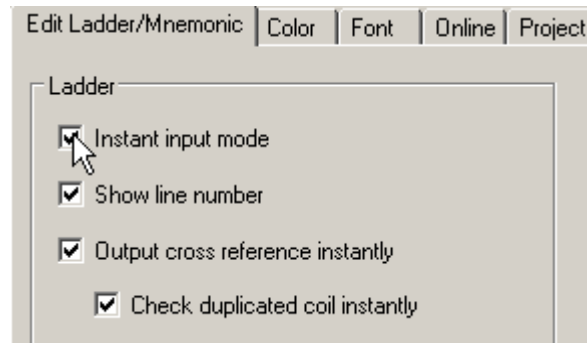 Edit Ladder/Mnemonic Color Font Online Project
Ladder
Instant input mode
Show line number
Output cross reference instantly
Check duplicated coil instantly